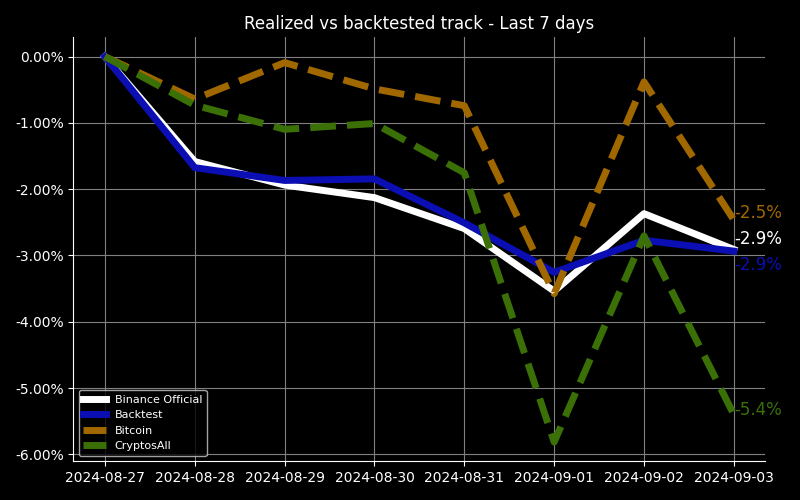 Realized vs backtested track - Last 7 days
0.00%
-1.00%
-2.00%
-3.00%
-4.00%
-5.00%
-6.00%
-2.5%
-2.9%
-2.9%
-5.4%
Binance Official
Backtest
Bitcoin
CryptosAll
2024-08-27 2024-08-28 2024-08-29 2024-08-30 2024-08-31 2024-09-01 2024-09-02 2024-09-03